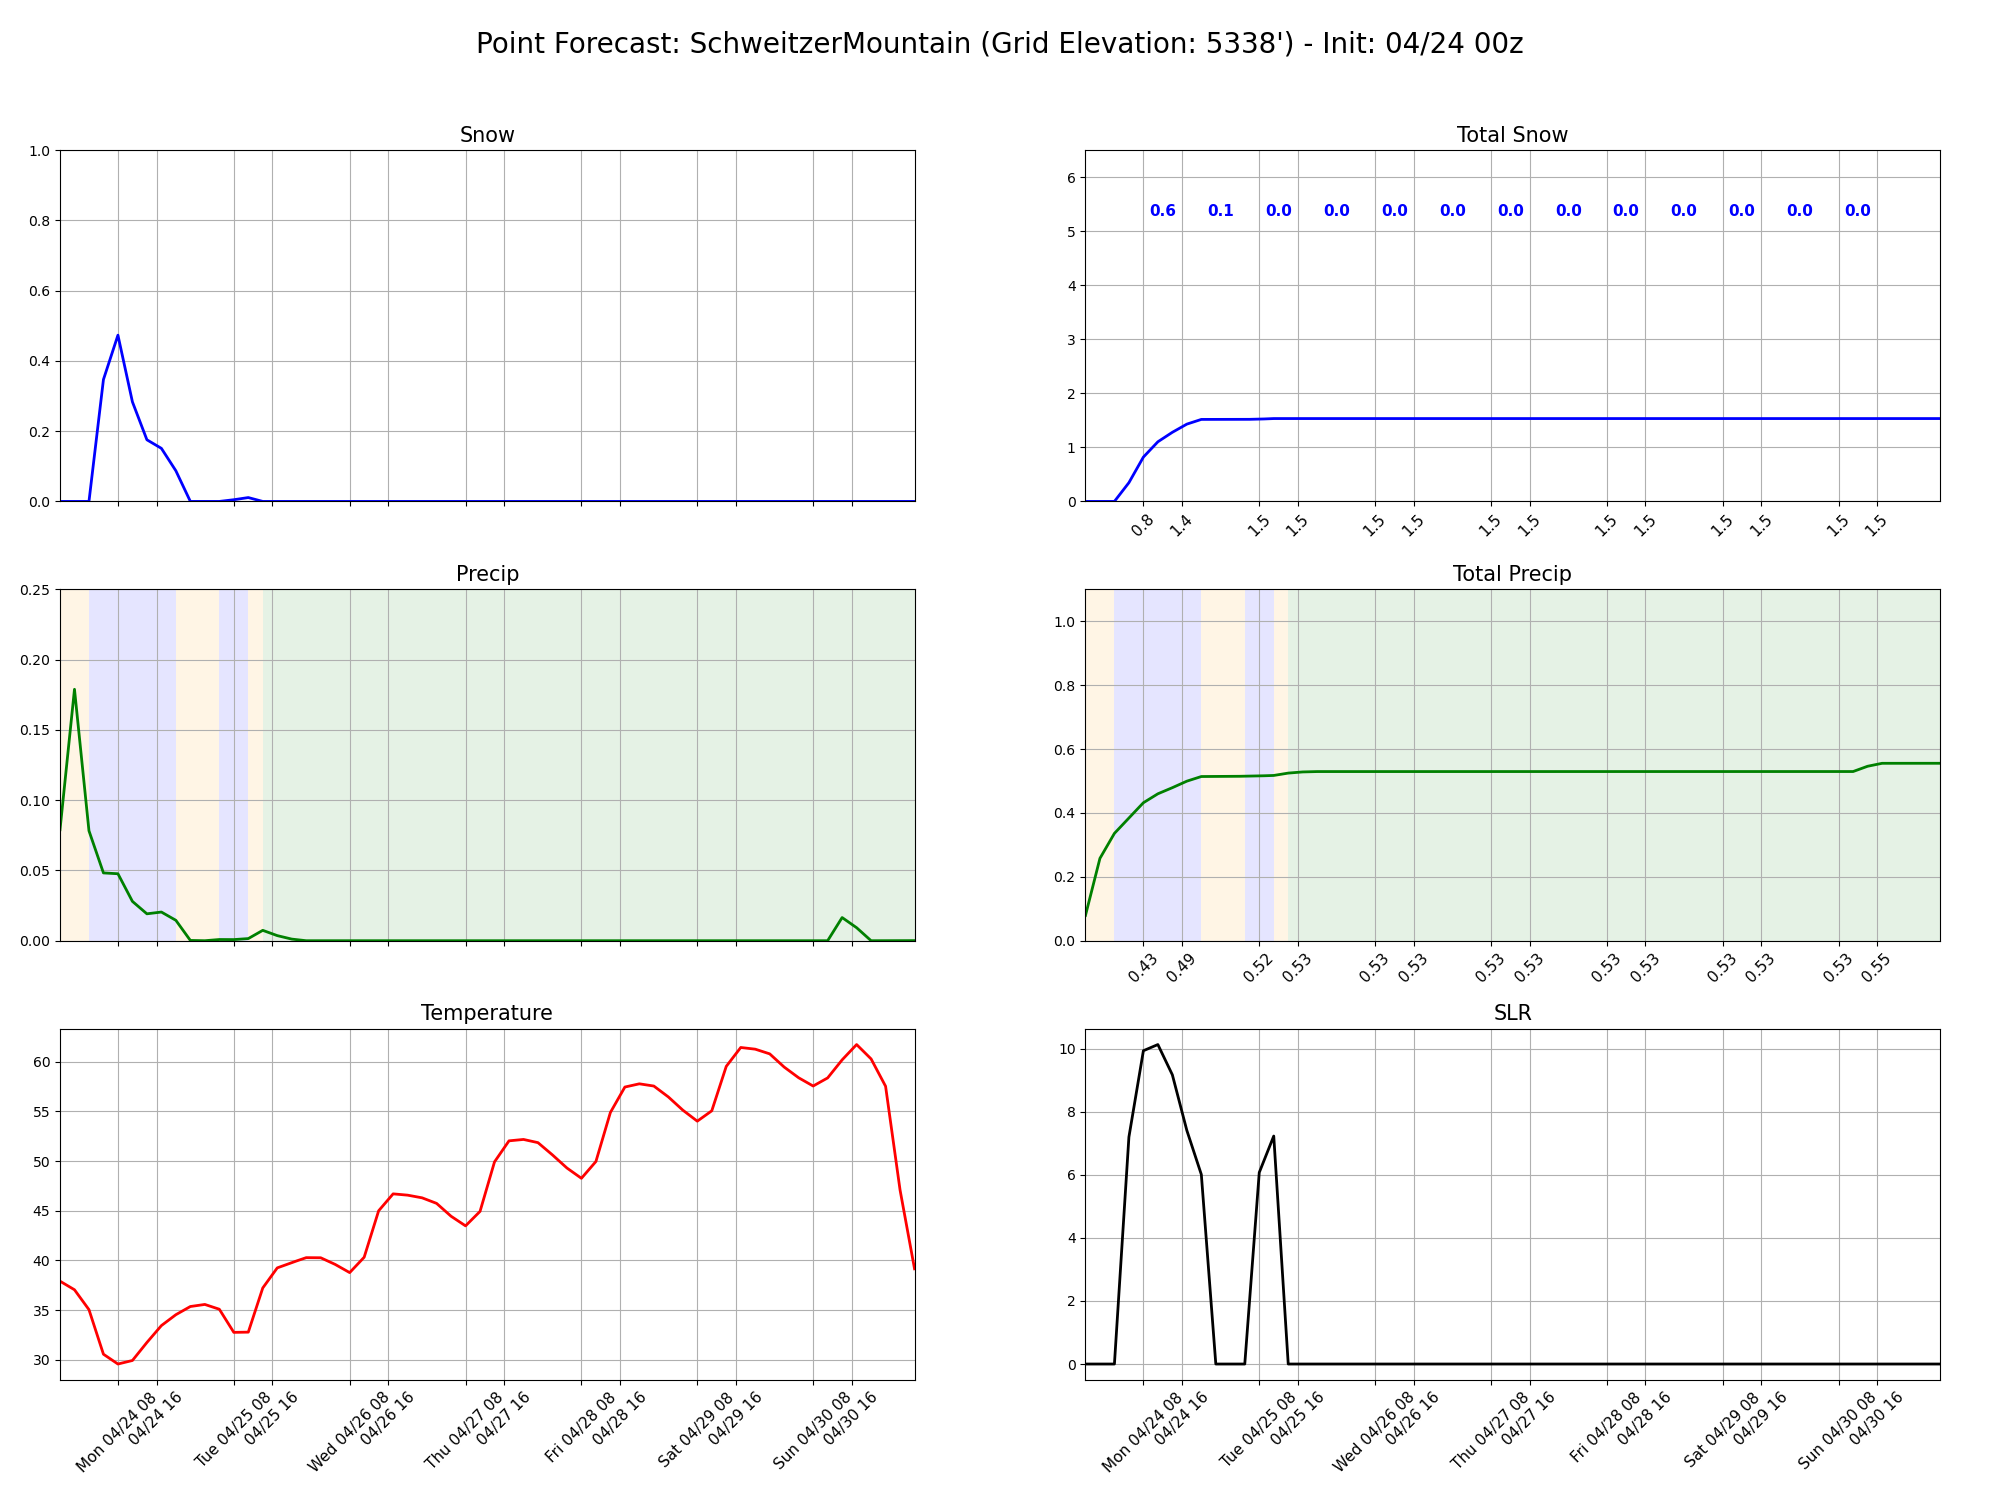 Point Forecast: SchweitzerMountain (Grid Elevation: 5338') - Init: 04/24 00z
Snow
1.0
0.8
0.6
0.4
0.2
0.0
Total Snow
6
5
4
3
2
1
0
0.6 0.1 0.0 0.0 0.0 0.0 0.0 0.0 0.0 0.0 0.0 0.0 0.0
0.8 1.4 1.5 1.5 1.5 1.5 1.5 1.5 1.5 1.5 1.5 1.5 1.5 1.5
Precip
0.25
0.20
0.15
0.10
0.05
0.00
Total Precip
1.0
0.8
0.6
0.4
0.2
0.0
0.43 0.49 0.52 0.53 0.53 0.53 0.53 0.53 0.53 0.53 0.53 0.53 0.53 0.55
Temperature
60
55
50
45
40
35
30
Mon 04/24 08
04/24 16
Tue 04/25 08
04/25 16
Wed 04/26 08
04/26 16
Thu 04/27 08
04/27 16
Fri 04/28 08
04/28 16
Sat 04/29 08
04/29 16
Sun 04/30 08
04/30 16
SLR
10
8
6
4
2
0
Mon 04/24 08
04/24 16
Tue 04/25 08
04/25 16
Wed 04/26 08
04/26 16
Thu 04/27 08
04/27 16
Fri 04/28 08
04/28 16
Sat 04/29 08
04/29 16
Sun 04/30 08
04/30 16